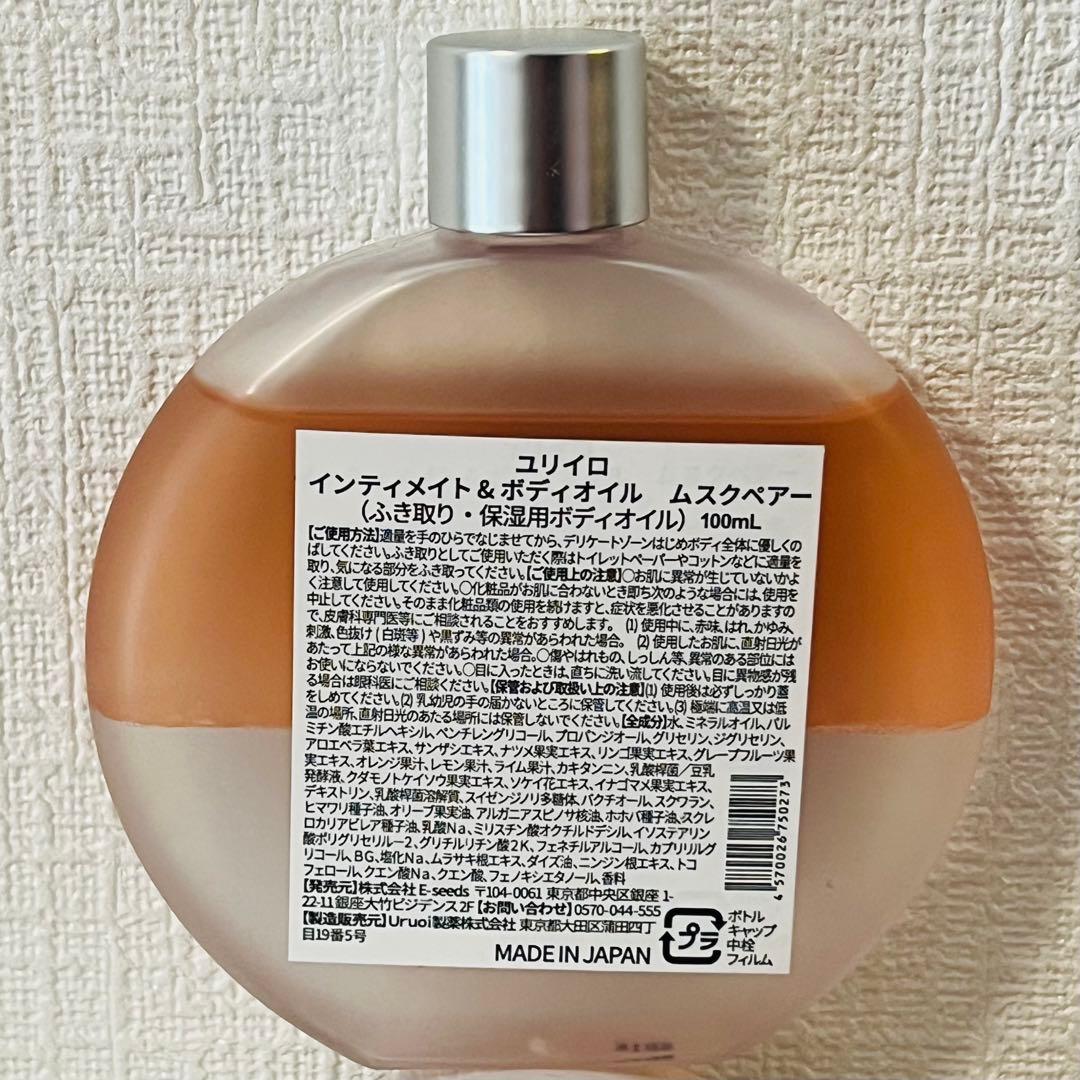 ユリイロ
インティメイト & ボディオイル　ムスクペアー
(ふき取り・保湿用ボディオイル) 100mL
【ご使用方法】適量を手のひらでなじませてから、デリケートゾーンはじめボディ全体に優しくの
ばしてください。ふき取りとしてご使用いただく際はトイレットペーパーやコットンなどに適量を
取り、気になる部分をふき取ってください。【ご使用上の注意】○お肌に異常が生じていないかよ
く注意して使用してください。○化粧品がお肌に合わないとき即ち次のような場合には、使用を
中止してください。そのまま化粧品類の使用を続けますと、症状を悪化させることがありますの
で、皮膚科専門医等にご相談されることをおすすめします。 (1) 使用中に、赤味、はれ、かゆみ、
刺激、色抜け ( 白斑等 ) や黒ずみ等の異常があらわれた場合。 (2) 使用したお肌に、直射日光が
あたって上記の様な異常があらわれた場合。○傷やはれもの、しっしん等、異常のある部位には
お使いにならないでください。○目に入ったときは、直ちに洗い流してください。目に異物感が残
る場合は眼科医にご相談ください。【保管および取扱い上の注意】(1) 使用後は必ずしっかり蓋
をしめてください。(2) 乳幼児の手の届かないところに保管してください。(3) 極端に高温又は低
温の場所、直射日光のあたる場所には保管しないでください。【全成分】水、ミネラルオイル、パル
ミチン酸エチルヘキシル、ペンチレングリコール、プロパンジオール、グリセリン、ジグリセリン、
アロエベラ葉エキス、サンザシエキス、ナツメ果実エキス、リンゴ果実エキス、グレープフルーツ果
実エキス、オレンジ果汁、レモン果汁、ライム果汁、カキタンニン、乳酸桿菌／豆乳
発酵液、クダモノトケイソウ果実エキス、ソケイ花エキス、イナゴマメ果実エキス、
デキストリン、乳酸桿菌溶解質、スイゼンジノリ多糖体、バクチオール、スクワラン、
ヒマワリ種子油、オリーブ果実油、アルガニアスピノサ核油、ホホバ種子油、スクレ
ロカリアビレア種子油、乳酸Na、ミリスチン酸オクチルドデシル、イソステアリン
酸ポリグリセリル－2、グリチルリチン酸2K、フェネチルアルコール、カプリリルグ
リコール、BG、塩化Na、ムラサキ根エキス、ダイズ油、ニンジン根エキス、トコ
フェロール、クエン酸Na、クエン酸、フェノキシエタノール、香料
【発売元】株式会社 E-seeds 〒104-0061 東京都中央区銀座 1-
22-11 銀座大竹ビジデンス 2F 【お問い合わせ】0570-044-555
【製造販売元】Uruoi製薬株式会社 東京都大田区蒲田四丁
目19番5号
MADE IN JAPAN
プラ
ボトル
キャップ
中栓
フィルム
4570026750273